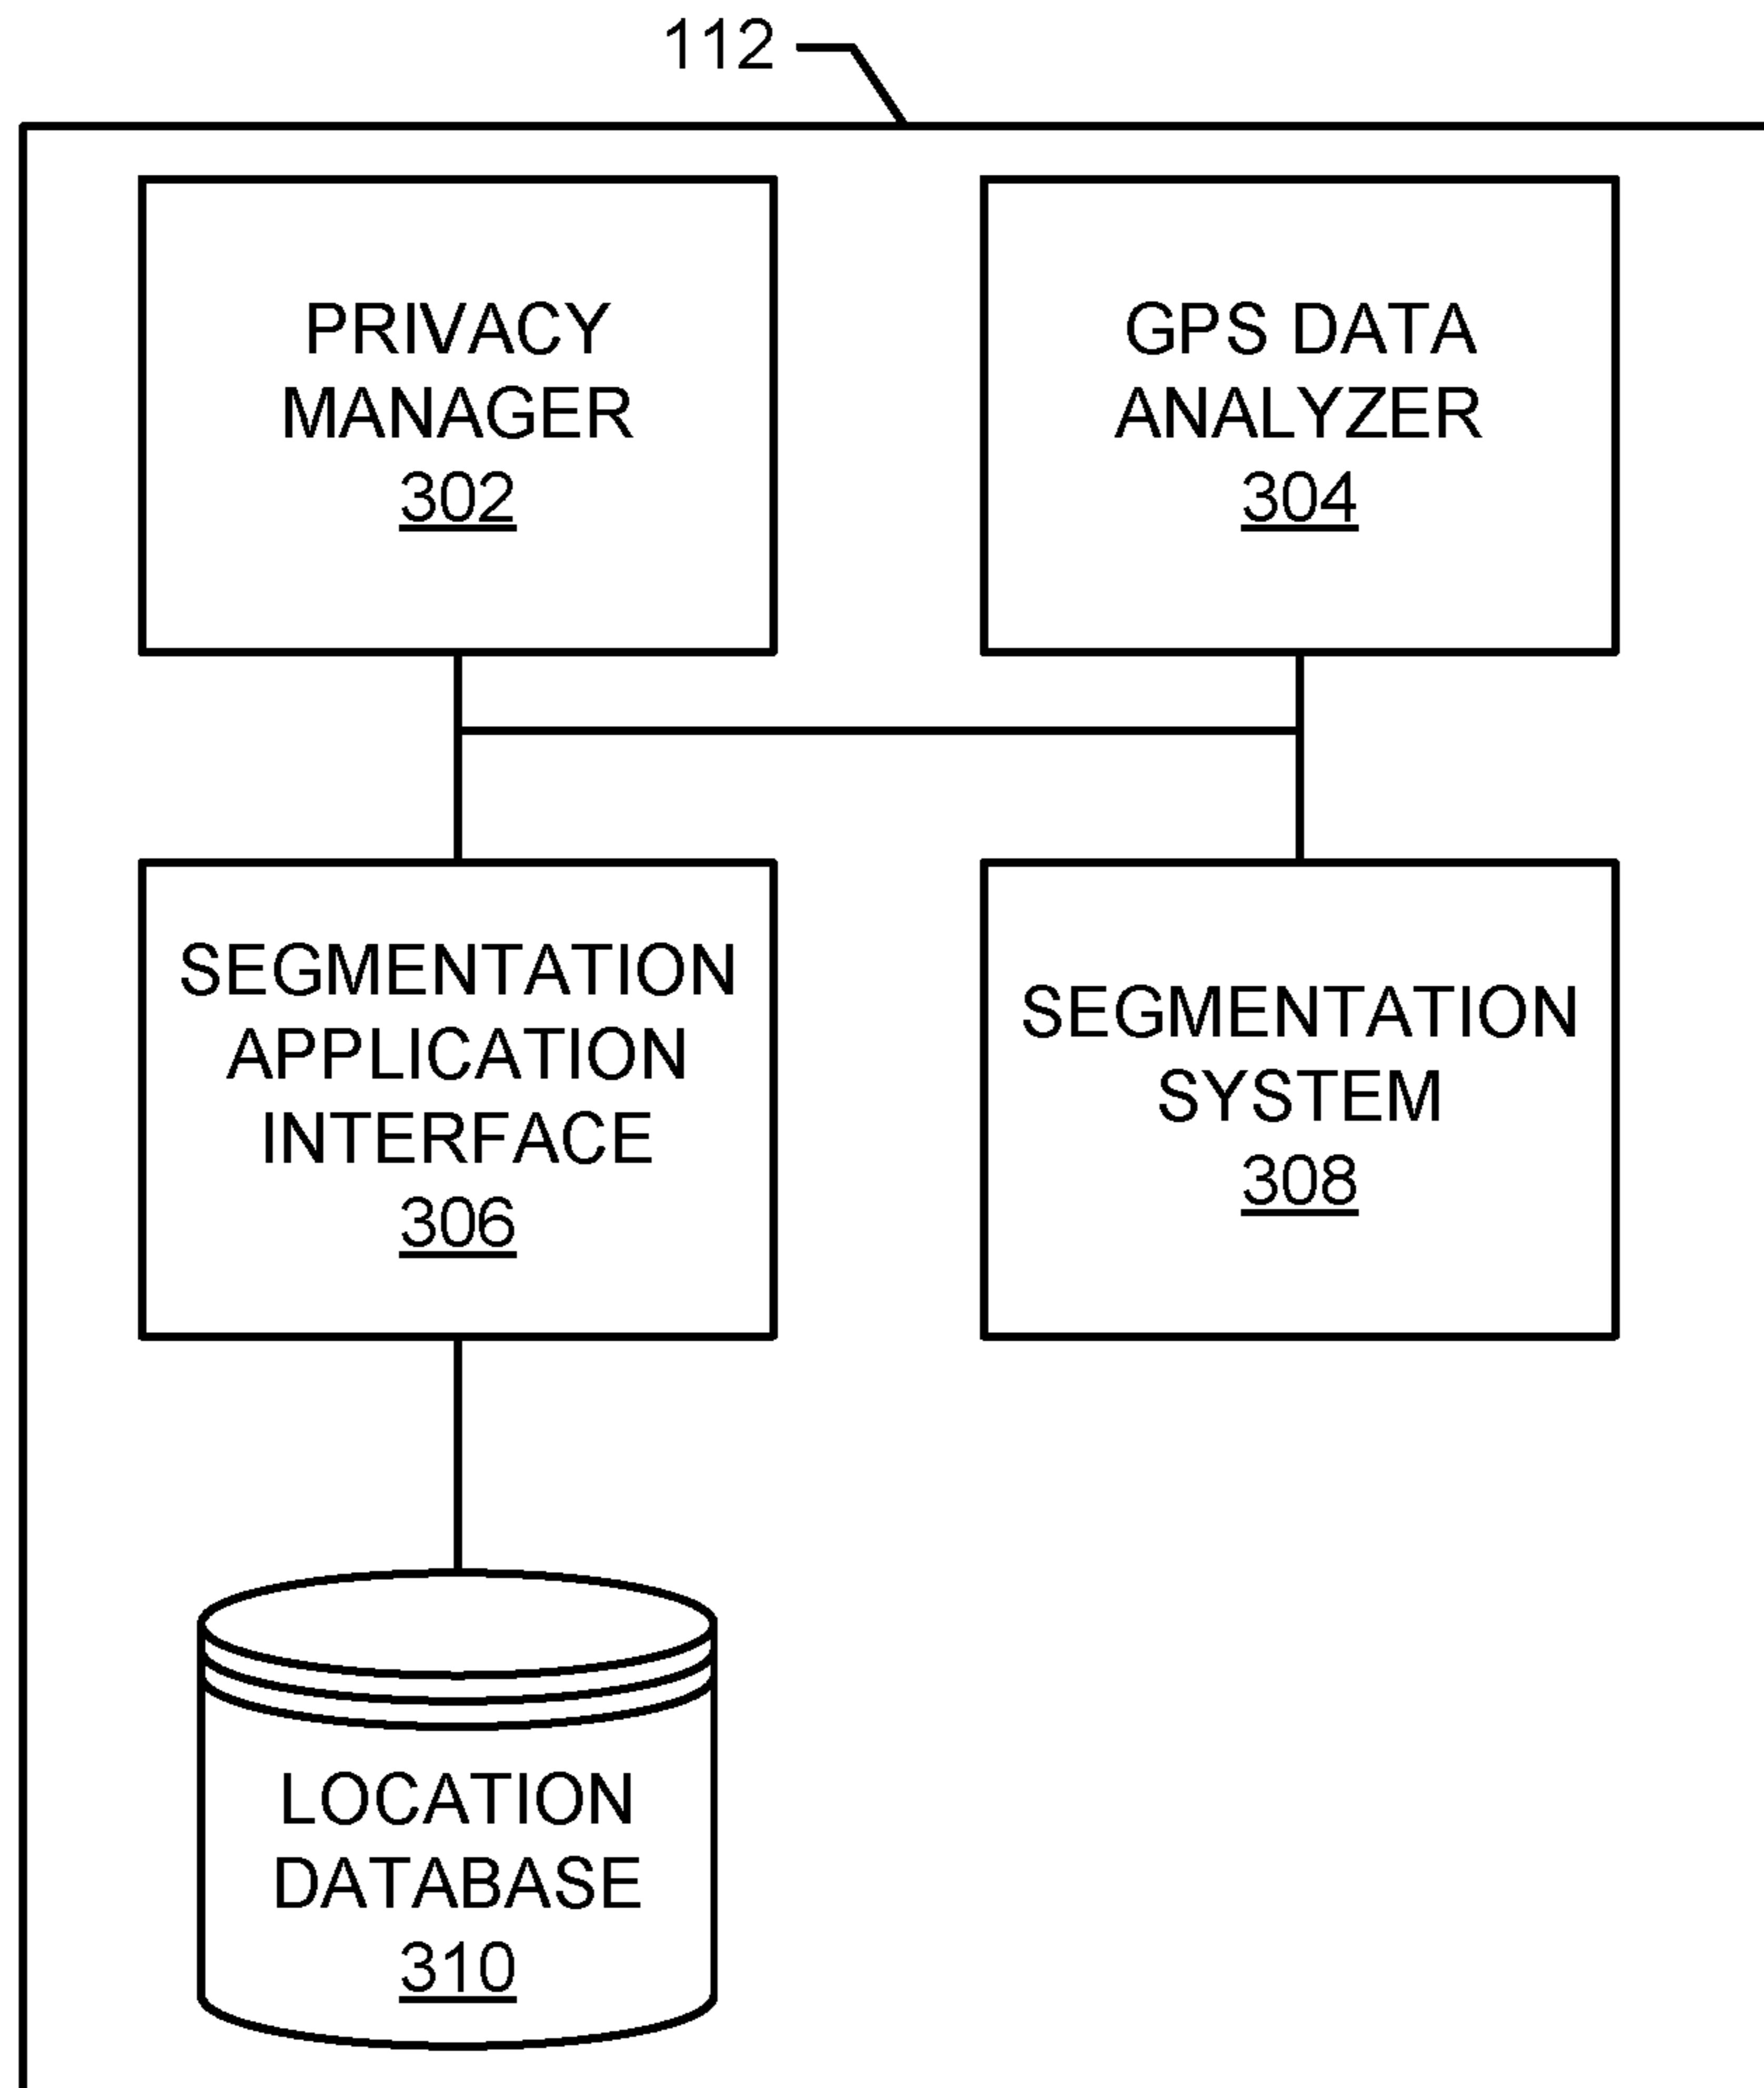 112
PRIVACY
MANAGER
302
GPS DATA
ANALYZER
304
SEGMENTATION
APPLICATION
INTERFACE
306
SEGMENTATION
SYSTEM
308
LOCATION
DATABASE
310